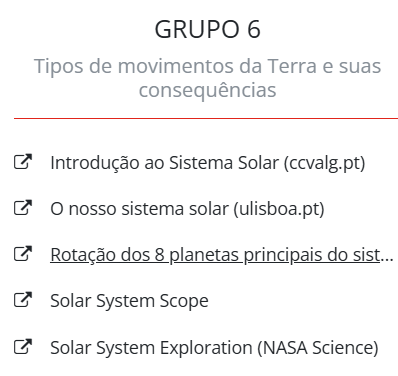 GRUPO 6
Tipos de movimentos da Terra e suas
consequências
Introdução ao Sistema Solar (ccvalg.pt)
O nosso sistema solar (ulisboa.pt)
Rotação dos 8 planetas principais do sist...
Solar System Scope
Solar System Exploration (NASA Science)